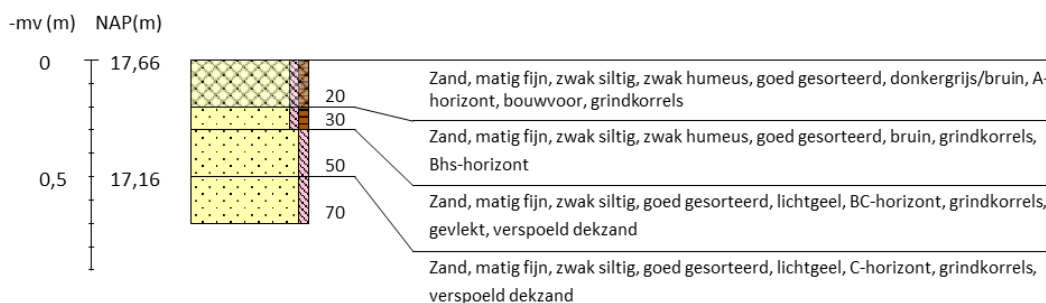 -mv (m) NAP(m)
0 17,66
20
30
0,5 17,16
50
70
Zand, matig fijn, zwak siltig, zwak humeus, goed gesorteerd, donkergrijs/bruin, A-
horizont, bouwvoor, grindkorrels
Zand, matig fijn, zwak siltig, zwak humeus, goed gesorteerd, bruin, grindkorrels,
Bhs-horizont
Zand, matig fijn, zwak siltig, goed gesorteerd, lichtgeel, BC-horizont, grindkorrels,
gevlekt, verspoeld dekzand
Zand, matig fijn, zwak siltig, goed gesorteerd, lichtgeel, C-horizont, grindkorrels,
verspoeld dekzand